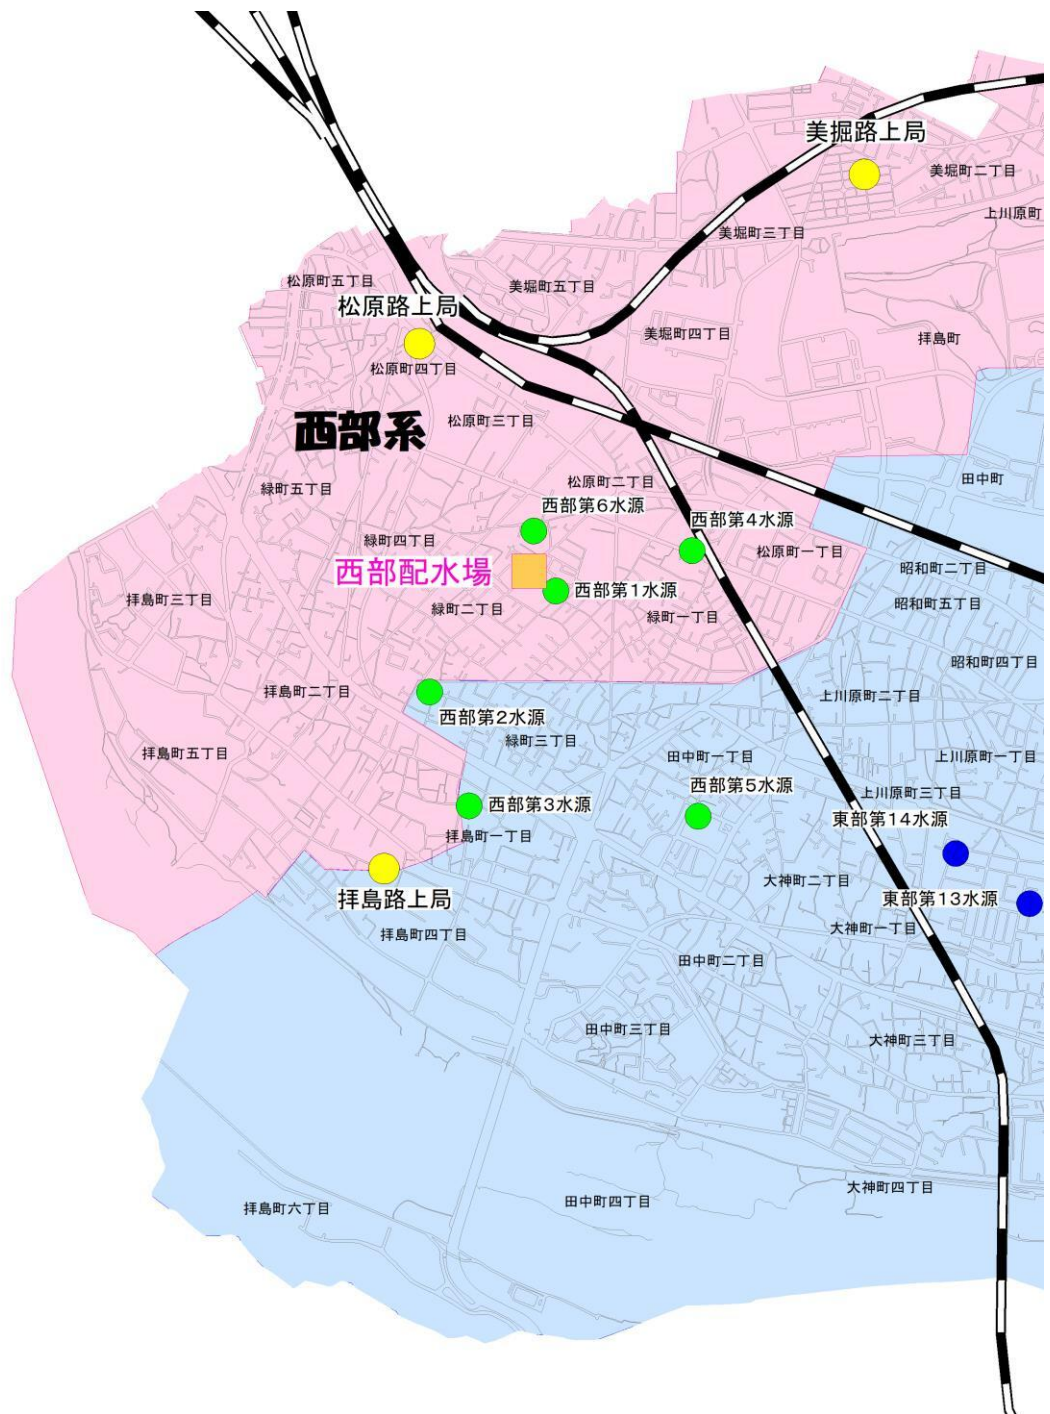 美掘路上局
美堀町二丁目
上川原町
美堀町三丁目
松原町五丁目
美堀町五丁目
松原路上局
美堀町四丁目
拝島町
松原町四丁目
西部系
松原町三丁目
松原町二丁目
田中町
緑町五丁目
西部第6水源
西部第4水源
緑町四丁目
松原町一丁目
西部配水場
昭和町二丁目
西部第1水源
拝島町三丁目
緑町二丁目
昭和町五丁目
緑町一丁目
昭和町四丁目
拝島町二丁目
上川原町二丁目
西部第2水源
緑町三丁目
拝島町五丁目
田中町一丁目
上川原町一丁目
西部第5水源
上川原町三丁目
西部第3水源
東部第14水源
拝島町一丁目
大神町二丁目
拝島路上局
東部第13水源
大神町一丁目
拝島町四丁目
田中町二丁目
田中町三丁目
大神町三丁目
大神町四丁目
田中町四丁目
拝島町六丁目